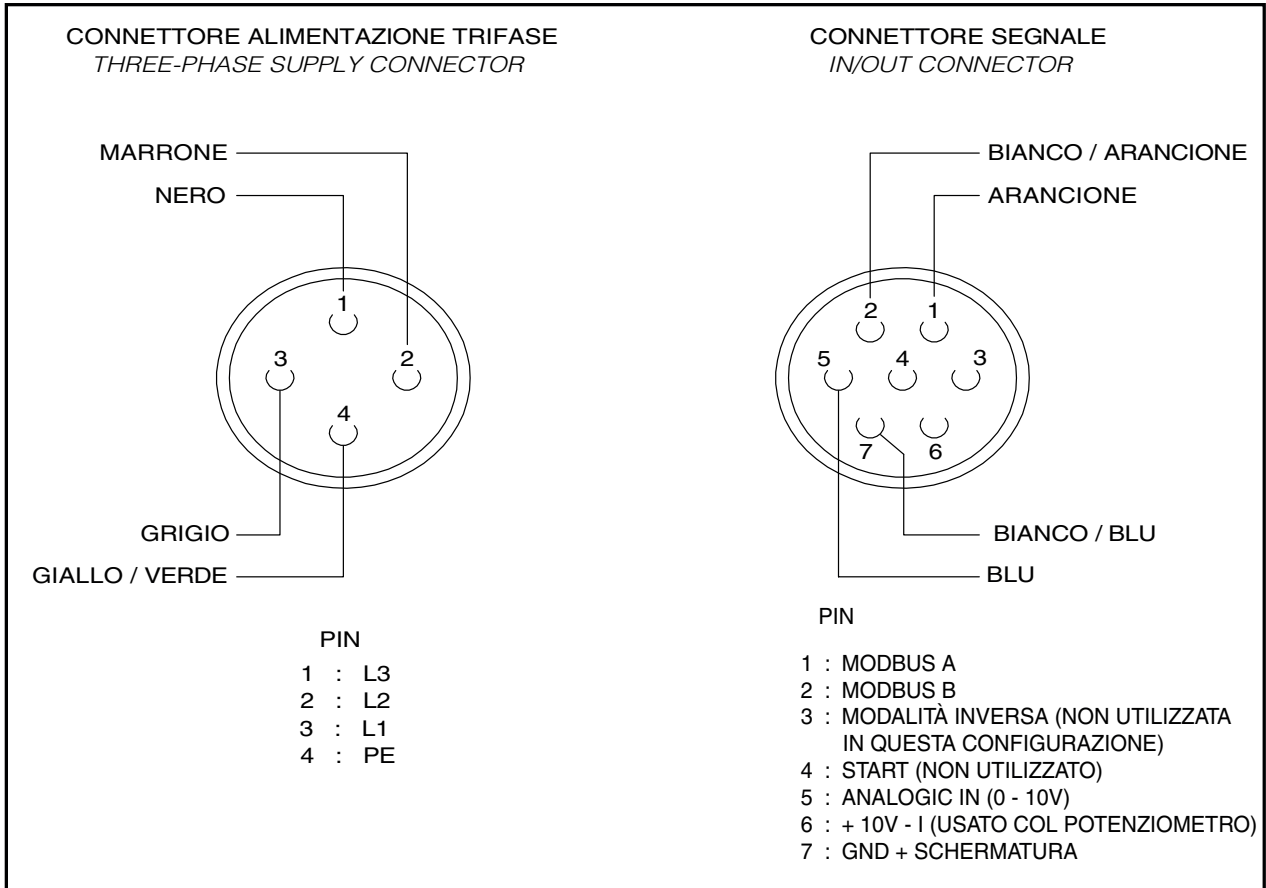 CONNETTORE ALIMENTAZIONE TRIFASE
THREE-PHASE SUPPLY CONNECTOR
MARRONE
NERO
1
3
2
4
GRIGIO
GIALLO / VERDE
PIN
1 : L3
2 : L2
3 : L1
4 : PE
CONNETTORE SEGNALE
IN/OUT CONNECTOR
BIANCO / ARANCIONE
ARANCIONE
2 1
5 4 3
7 6
BIANCO / BLU
BLU
PIN
1 : MODBUS A
2 : MODBUS B
3 : MODALITÀ INVERSA (NON UTILIZZATA
IN QUESTA CONFIGURAZIONE)
4 : START (NON UTILIZZATO)
5 : ANALOGIC IN (0 - 10V)
6 : + 10V - I (USATO COL POTENZIOMETRO)
7 : GND + SCHERMATURA